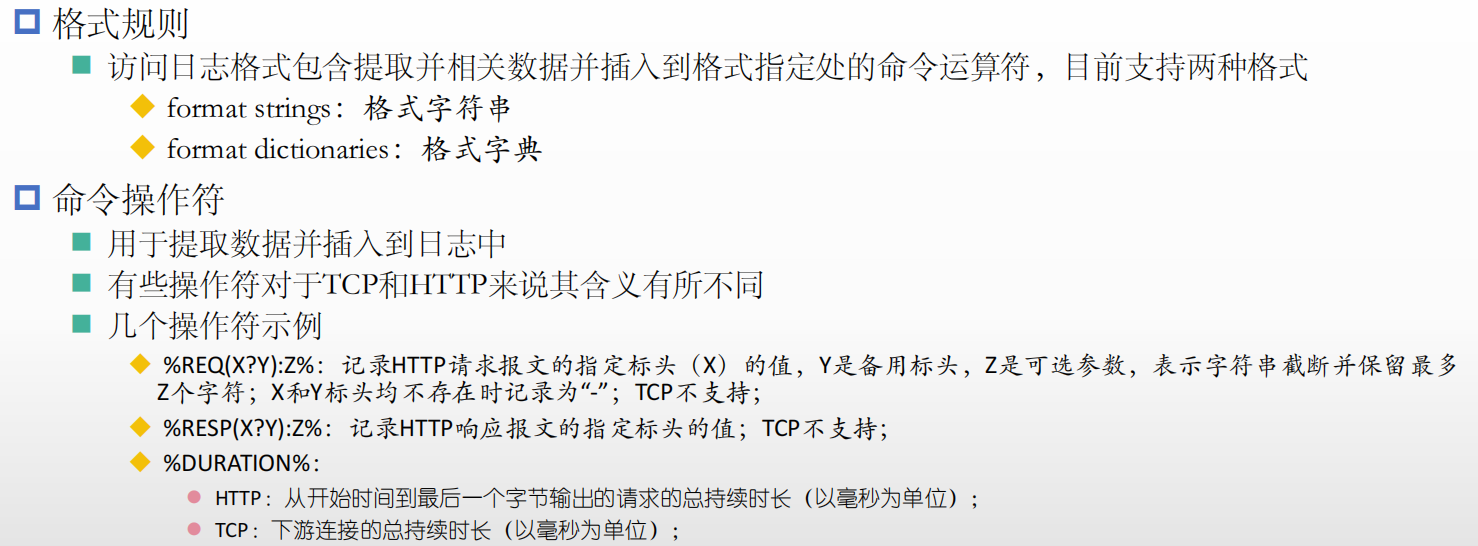 格式规则
访问日志格式包含提取并相关数据并插入到格式指定处的命令运算符，目前支持两种格式
format strings：格式字符串
format dictionaries：格式字典
命令操作符
用于提取数据并插入到日志中
有些操作符对于TCP和HTTP来说其含义有所不同
几个操作符示例
%REQ(X?Y):Z%：记录HTTP请求报文的指定标头（X）的值，Y是备用标头，Z是可选参数，表示字符串截断并保留最多
Z个字符；X和Y标头均不存在时记录为“-”；TCP不支持；
%RESP(X?Y):Z%：记录HTTP响应报文的指定标头的值；TCP不支持；
%DURATION%：
HTTP：从开始时间到最后一个字节输出的请求的总持续时长（以毫秒为单位）；
TCP：下游连接的总持续时长（以毫秒为单位）；